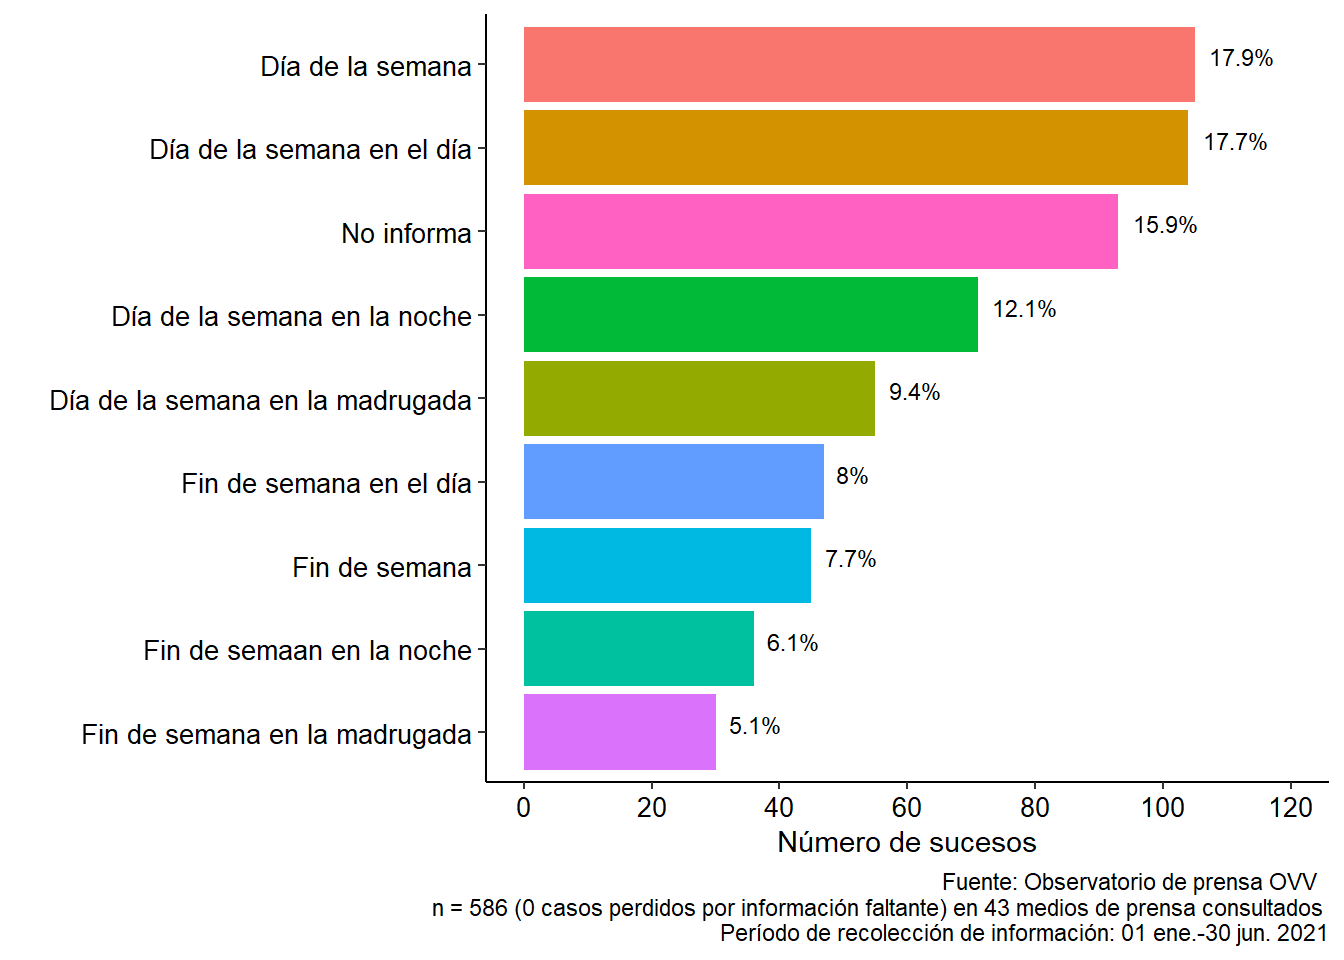 Día de la semana
17.9%
Día de la semana en el día
17.7%
No informa
15.9%
Día de la semana en la noche
12.1%
Día de la semana en la madrugada
9.4%
Fin de semana en el día
8%
Fin de semana
7.7%
Fin de semaan en la noche
6.1%
Fin de semana en la madrugada
5.1%
0 20 40 60 80 100 120
Número de sucesos
Fuente: Observatorio de prensa OVV
n = 586 (0 casos perdidos por información faltante) en 43 medios de prensa consultados
Período de recolección de información: 01 ene.-30 jun. 2021